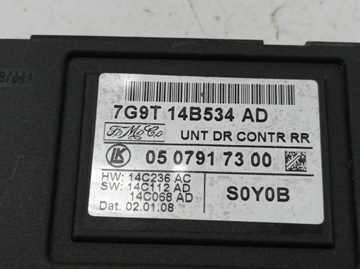 7G9T 14B534 AD
FoMoCo
UNT DR CONTR RR
LK
05 0791 73 00
HW: 14C236 AC
SW: 14C112 AD
14C068 AD
Dat. 02.01.08
S0Y0B